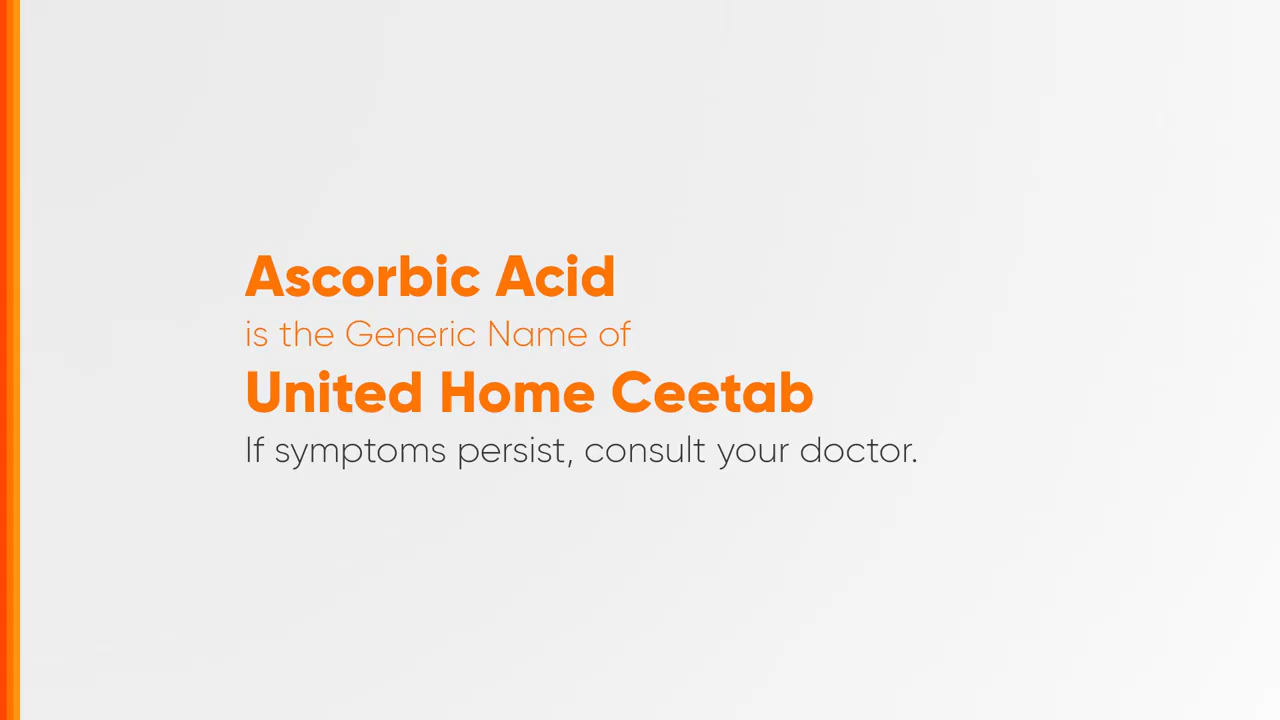 Ascorbic Acid
is the Generic Name of
United Home Ceetab
If symptoms persist, consult your doctor.